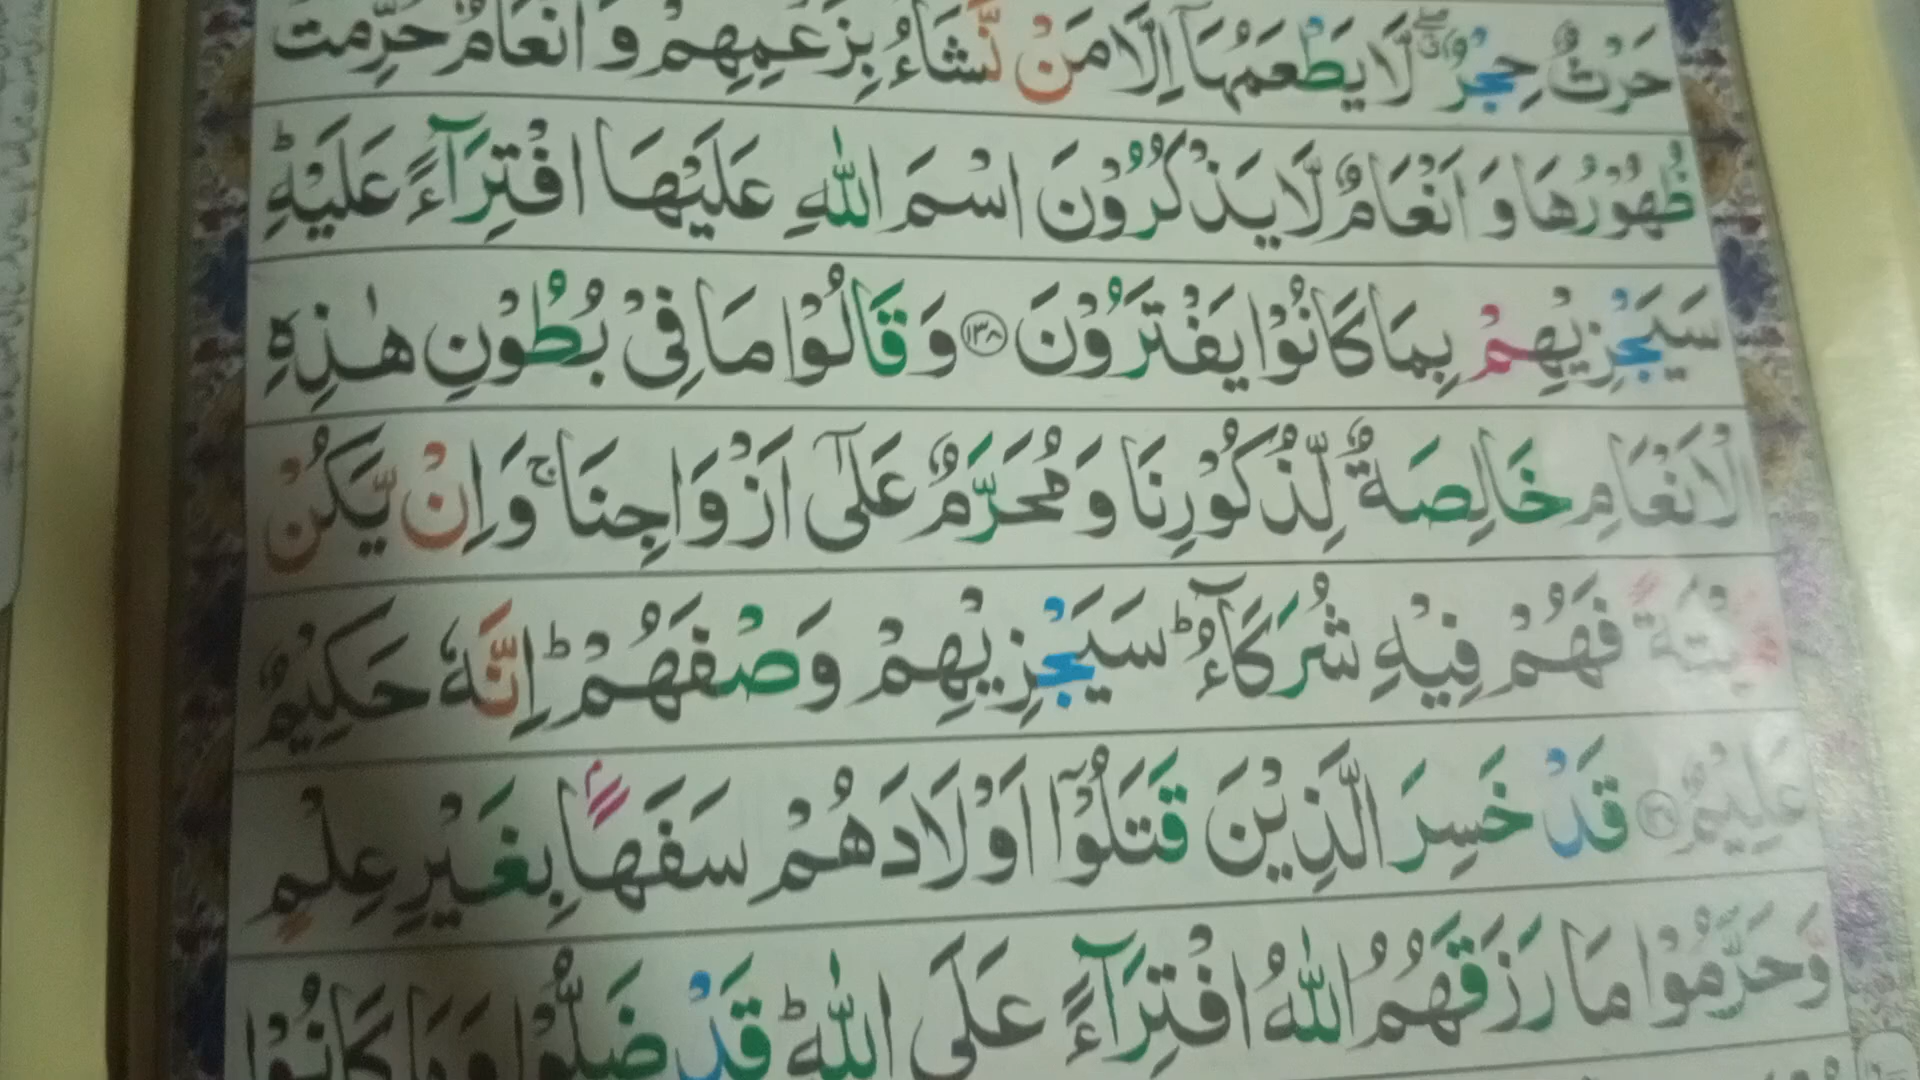 حَرْثٌ حِجْرٌ ۖ لَّا يَطْعَمُهَاۤ اِلَّا مَنْ نَّشَآءُ بِزَعْمِهِمْ وَ اَنْعَامٌ حُرِّمَتْ
ظُهُوْرُهَا وَ اَنْعَامٌ لَّا يَذْكُرُوْنَ اسْمَ اللّٰهِ عَلَيْهَا افْتِرَآءً عَلَيْهِ ؕ
سَيَجْزِيْهِمْ بِمَا كَانُوْا يَفْتَرُوْنَ ﴿۱۳۸﴾ وَ قَالُوْا مَا فِيْ بُطُوْنِ هٰذِهِ
الْاَنْعَامِ خَالِصَةٌ لِّذُكُوْرِنَا وَ مُحَرَّمٌ عَلٰۤى اَزْوَاجِنَا ۚ وَ اِنْ يَّكُنْ
مَّيْتَةً فَهُمْ فِيْهِ شُرَكَآءُ ؕ سَيَجْزِيْهِمْ وَصْفَهُمْ ؕ اِنَّهٗ حَكِيْمٌ
عَلِيْمٌ ﴿۱۳۹﴾ قَدْ خَسِرَ الَّذِيْنَ قَتَلُوْۤا اَوْلَادَهُمْ سَفَهًۢا بِغَيْرِ عِلْمٍ
وَّ حَرَّمُوْا مَا رَزَقَهُمُ اللّٰهُ افْتِرَآءً عَلَى اللّٰهِ ؕ قَدْ ضَلُّوْا وَ مَا كَانُوْا